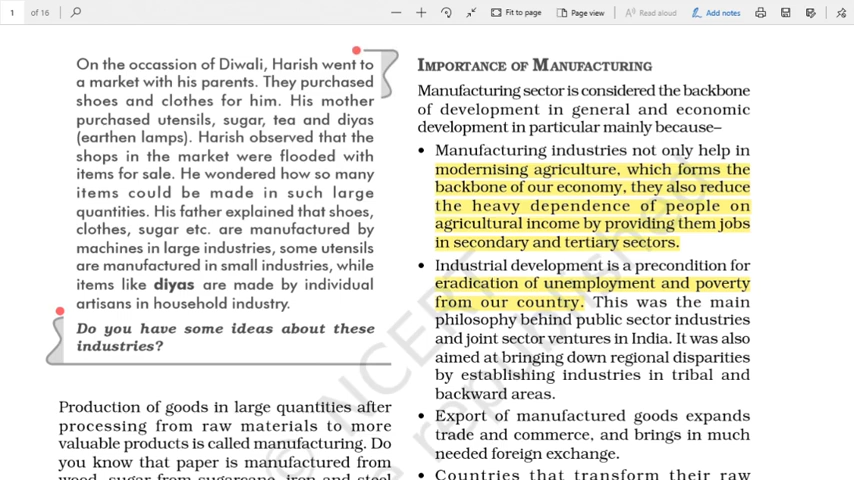 1 of 16
Fit to page
Page view
Read aloud
Add notes
On the occassion of Diwali, Harish went to
a market with his parents. They purchased
shoes and clothes for him. His mother
purchased utensils, sugar, tea and diyas
(earthen lamps). Harish observed that the
shops in the market were flooded with
items for sale. He wondered how so many
items could be made in such large
quantities. His father explained that shoes,
clothes, sugar etc. are manufactured by
machines in large industries, some utensils
are manufactured in small industries, while
items like diyas are made by individual
artisans in household industry.
Do you have some ideas about these
industries?
Production of goods in large quantities after
processing from raw materials to more
valuable products is called manufacturing. Do
you know that paper is manufactured from
wood, sugar from sugarcane, iron and steel
IMPORTANCE OF MANUFACTURING
Manufacturing sector is considered the backbone
of development in general and economic
development in particular mainly because–
• Manufacturing industries not only help in
modernising agriculture, which forms the
backbone of our economy, they also reduce
the heavy dependence of people on
agricultural income by providing them jobs
in secondary and tertiary sectors.
• Industrial development is a precondition for
eradication of unemployment and poverty
from our country. This was the main
philosophy behind public sector industries
and joint sector ventures in India. It was also
aimed at bringing down regional disparities
by establishing industries in tribal and
backward areas.
• Export of manufactured goods expands
trade and commerce, and brings in much
needed foreign exchange.
• Countries that transform their raw
© NCERT
republished